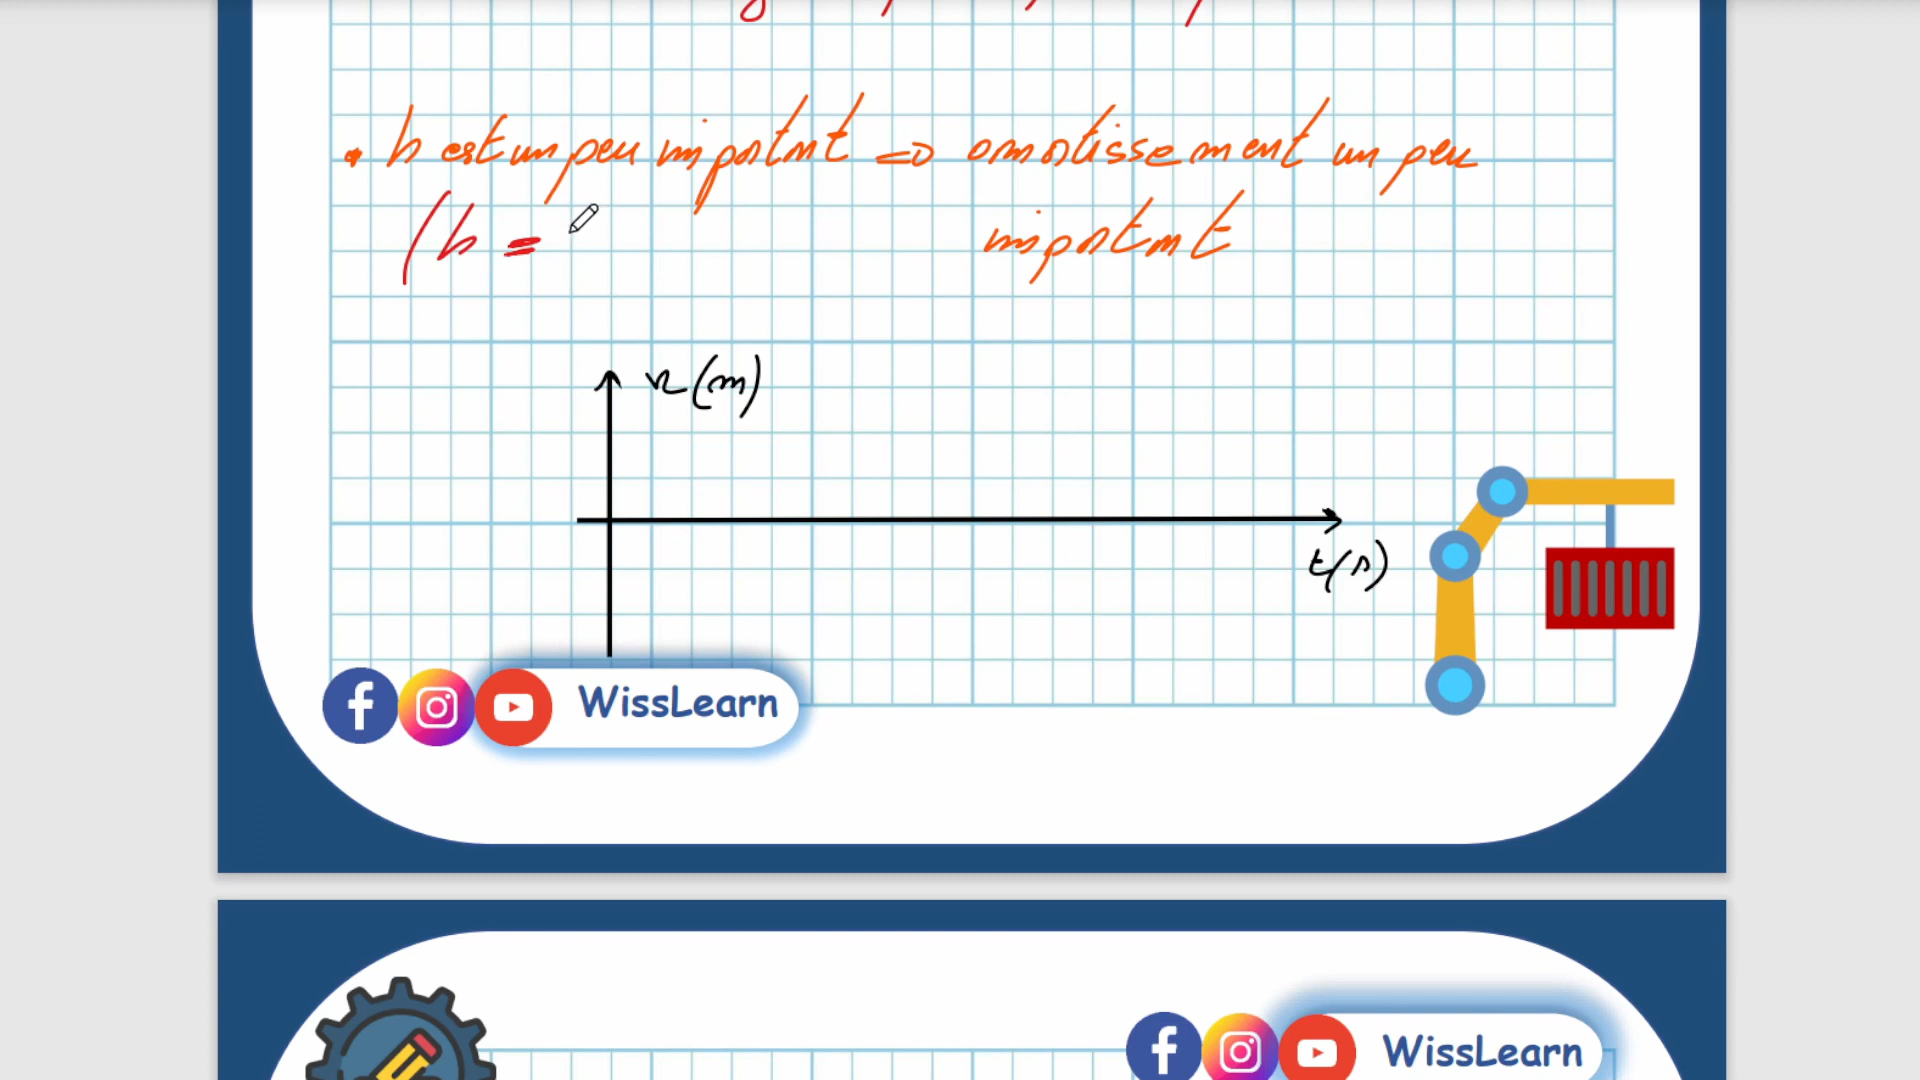 • h est un peu important => amortissement un peu
important
(h =
x(m)
t(s)
WissLearn
WissLearn